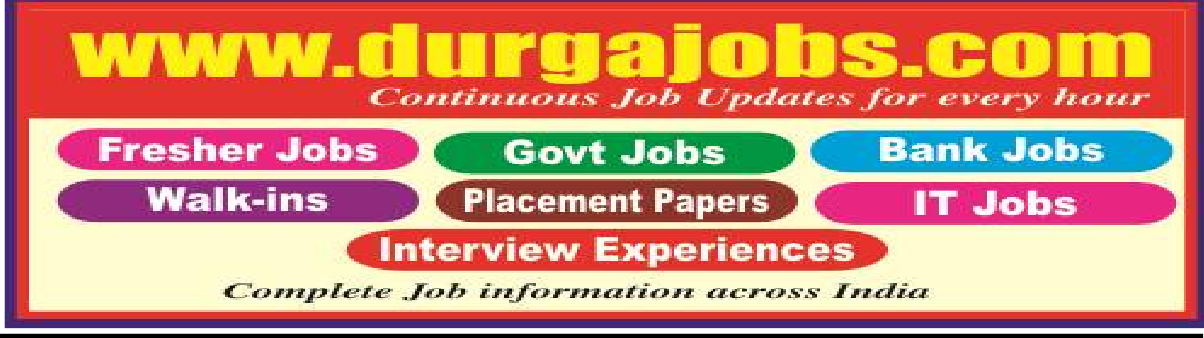 www.durgajobs.com
Continuous Job Updates for every hour
Fresher Jobs Govt Jobs Bank Jobs
Walk-ins Placement Papers IT Jobs
Interview Experiences
Complete Job information across India